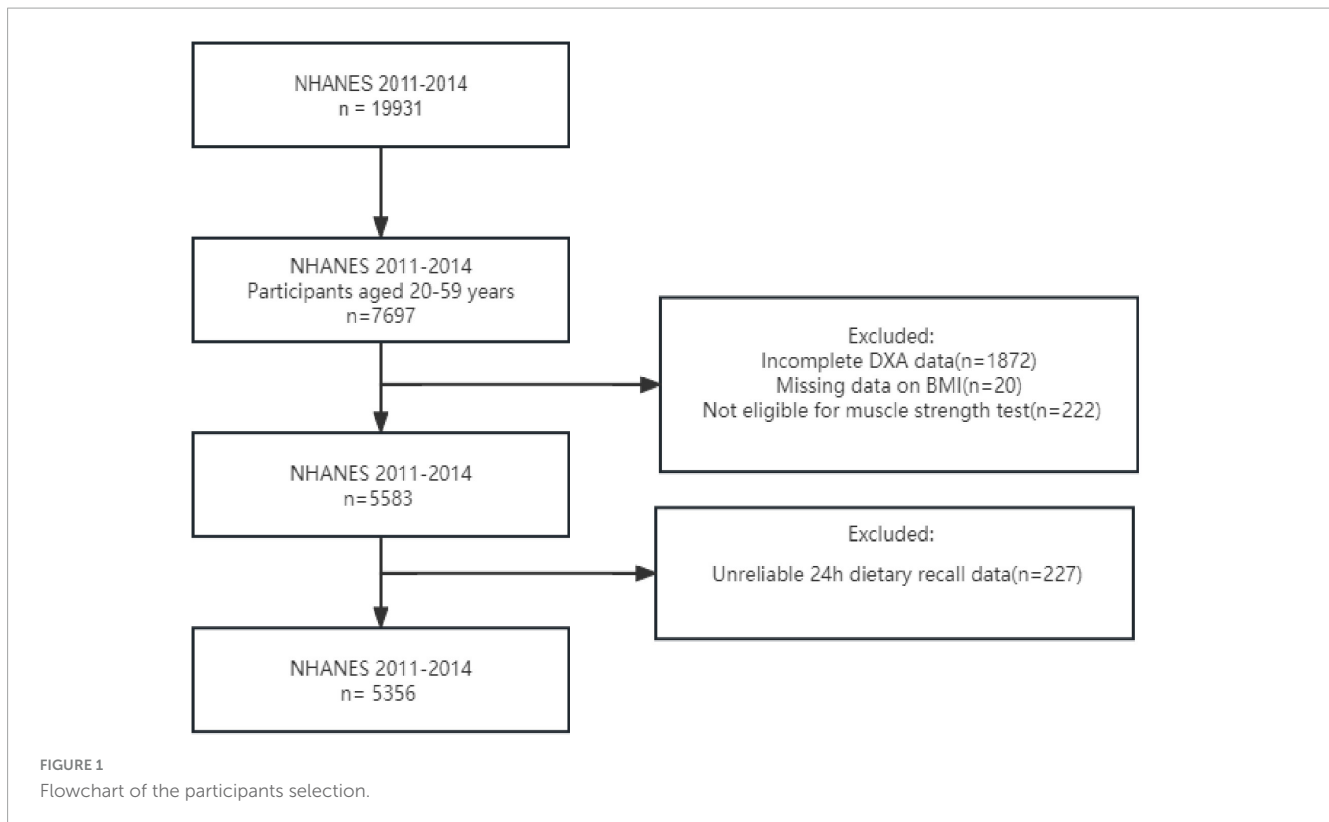 NHANES 2011-2014
n = 19931
NHANES 2011-2014
Participants aged 20-59 years
n=7697
Excluded:
Incomplete DXA data(n=1872)
Missing data on BMI(n=20)
Not eligible for muscle strength test(n=222)
NHANES 2011-2014
n=5583
Excluded:
Unreliable 24h dietary recall data(n=227)
NHANES 2011-2014
n= 5356
FIGURE 1
Flowchart of the participants selection.